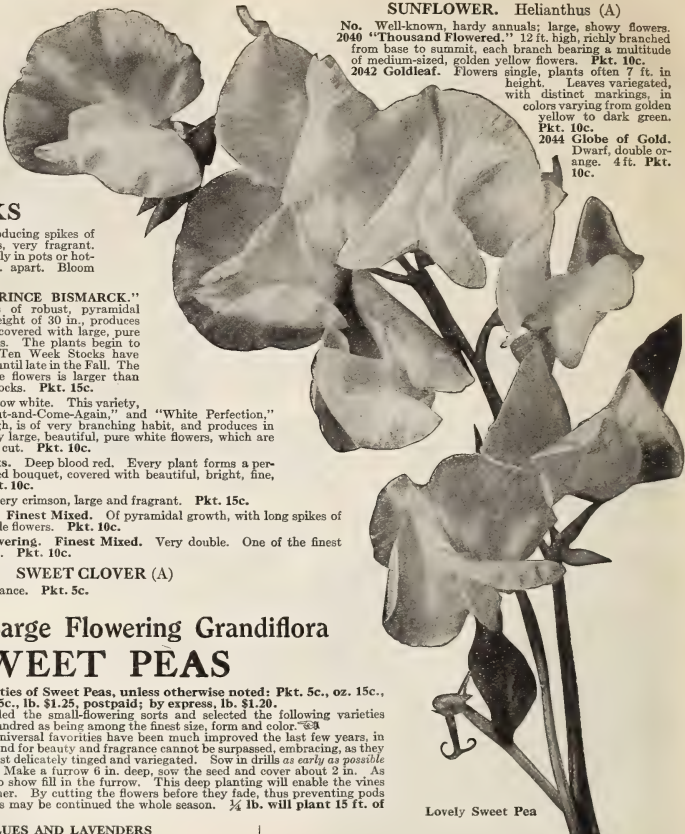 SUNFLOWER. Helianthus (A)
No. Well-known, hardy annuals; large, showy flowers.
2040 "Thousand Flowered." 12 ft. high, richly branched
from base to summit, each branch bearing a multitude
of medium-sized, golden yellow flowers. Pkt. 10c.
2042 Goldleaf. Flowers single, plants often 7 ft. in
height. Leaves variegated,
with distinct markings, in
colors varying from golden
yellow to dark green.
Pkt. 10c.
2044 Globe of Gold.
Dwarf, double or-
ange. 4 ft. Pkt.
10c.
KS
oducing spikes of
s, very fragrant.
ly in pots or hot-
. apart. Bloom
RINCE BISMARCK."
s of robust, pyramidal
eight of 30 in., produces
covered with large, pure
s. The plants begin to
Ten Week Stocks have
until late in the Fall. The
e flowers is larger than
ocks. Pkt. 15c.
ow white. This variety,
ut-and-Come-Again," and "White Perfection,"
gh, is of very branching habit, and produces in
y large, beautiful, pure white flowers, which are
cut. Pkt. 10c.
s. Deep blood red. Every plant forms a per-
ed bouquet, covered with beautiful, bright, fine,
t. 10c.
ery crimson, large and fragrant. Pkt. 15c.
Finest Mixed. Of pyramidal growth, with long spikes of
le flowers. Pkt. 10c.
wering. Finest Mixed. Very double. One of the finest
. Pkt. 10c.
SWEET CLOVER (A)
ance. Pkt. 5c.
arge Flowering Grandiflora
WEET PEAS
ties of Sweet Peas, unless otherwise noted: Pkt. 5c., oz. 15c.,
5c., lb. $1.25, postpaid; by express, lb. $1.20.
led the small-flowering sorts and selected the following varieties
undred as being among the finest size, form and color.
niversal favorities have been much improved the last few years, in
nd for beauty and fragrance cannot be surpassed, embracing, as they
st delicately tinged and variegated. Sow in drills as early as possible
Make a furrow 6 in. deep, sow the seed and cover about 2 in. As
o show fill in the furrow. This deep planting will enable the vines
er. By cutting the flowers before they fade, thus preventing pods
s may be continued the whole season. ¼ lb. will plant 15 ft. of
LUES AND LAVENDERS
Lovely Sweet Pea